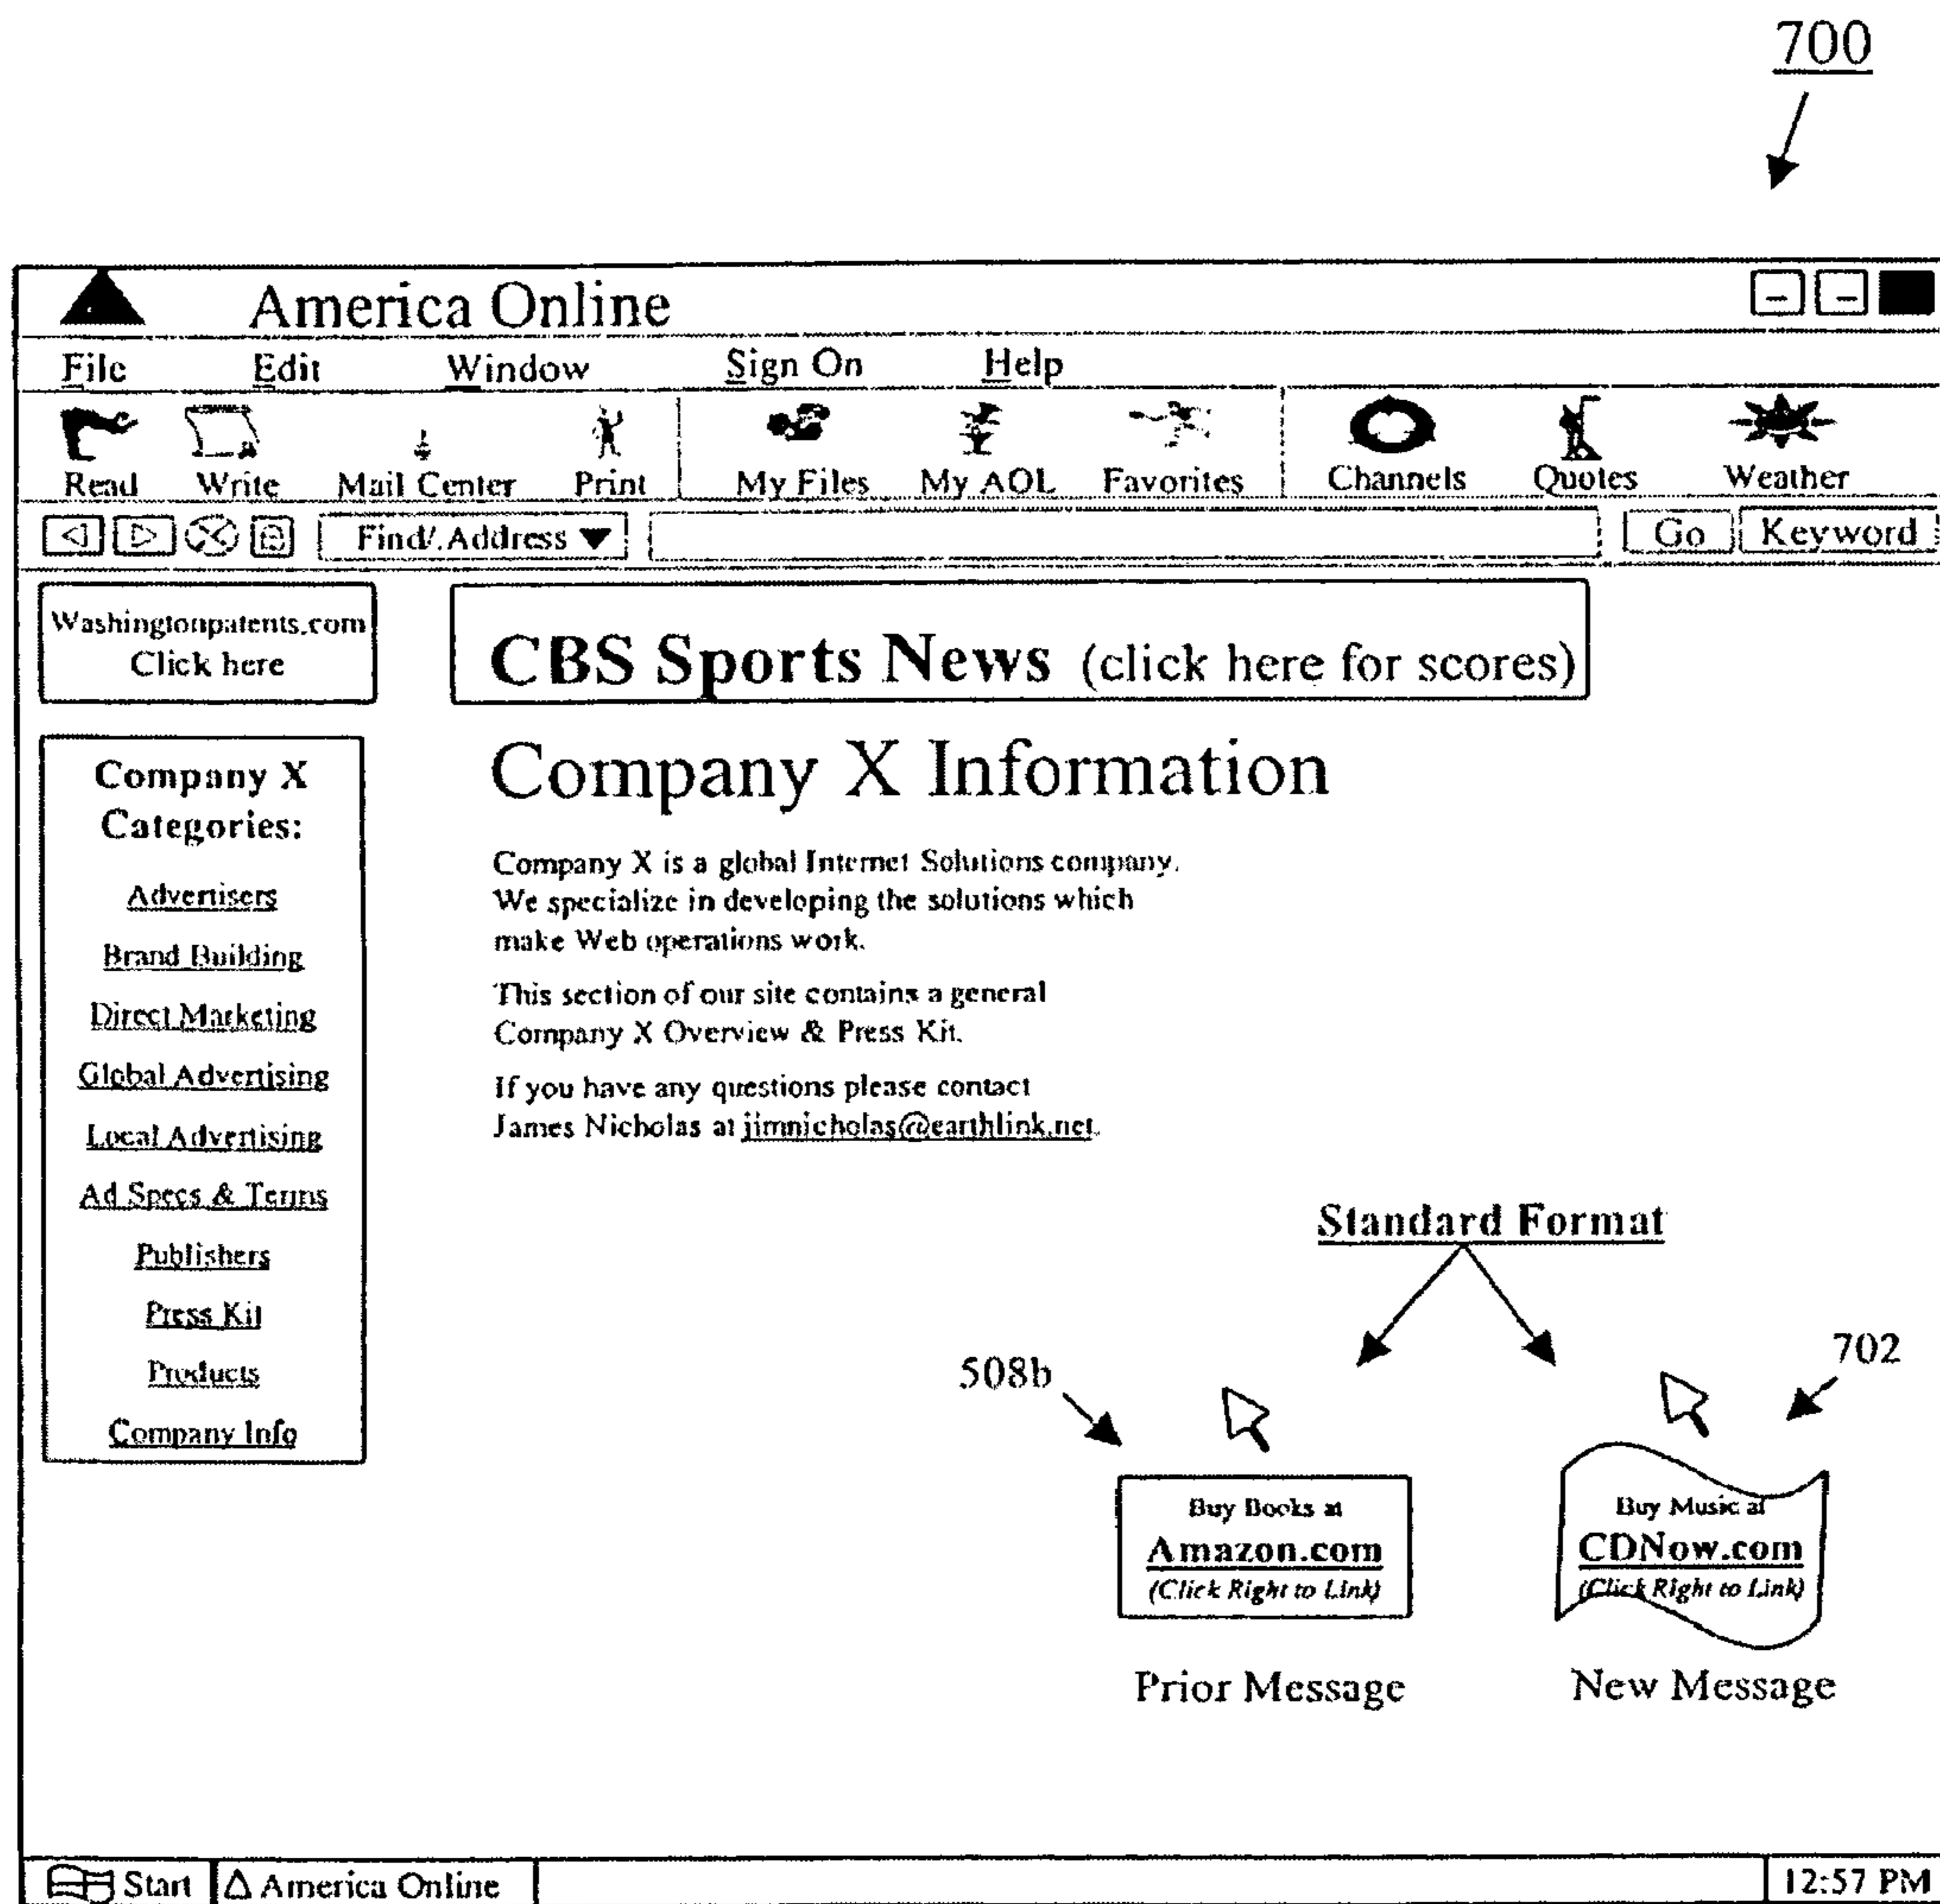 700
America Online
File Edit Window Sign On Help
Read Write Mail Center Print My Files My AOL Favorites Channels Quotes Weather
Find/.Address Go Keyword
Washingtonpatents.com
Click here
CBS Sports News (click here for scores)
Company X
Categories:
Advertisers
Brand Building
Direct Marketing
Global Advertising
Local Advertising
Ad Specs & Terms
Publishers
Press Kit
Products
Company Info
Company X Information
Company X is a global Internet Solutions company.
We specialize in developing the solutions which
make Web operations work.
This section of our site contains a general
Company X Overview & Press Kit.
If you have any questions please contact
James Nicholas at jimnicholas@earthlink.net.
Standard Format
508b
702
Buy Books at
Amazon.com
(Click Right to Link)
Prior Message
Buy Music at
CDNow.com
(Click Right to Link)
New Message
Start America Online 12:57 PM